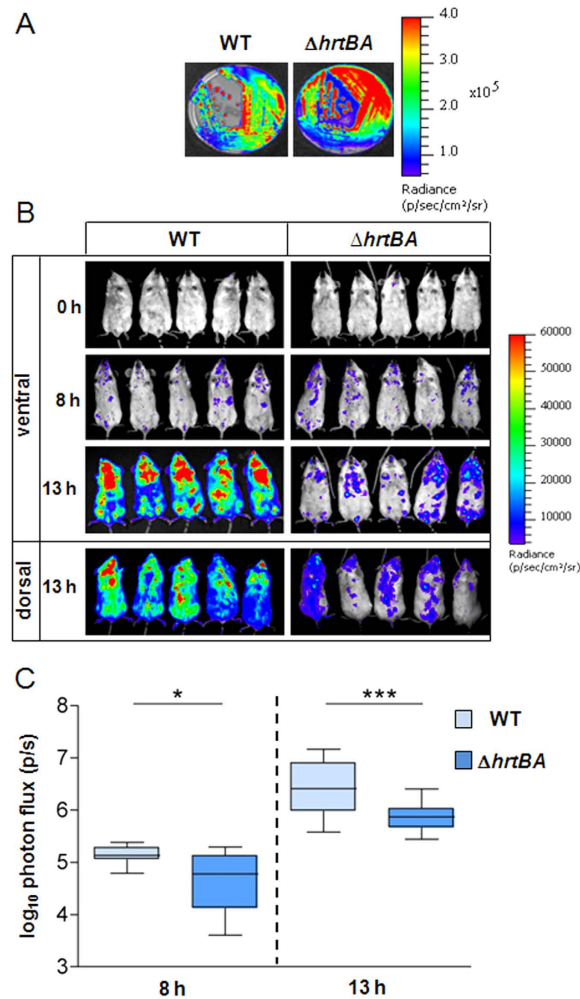 A
WT ΔhrtBA
4.0
3.0
x10⁵
2.0
1.0
Radiance
(p/sec/cm²/sr)
B
WT ΔhrtBA
ventral
0 h
8 h
13 h
dorsal
13 h
60000
50000
40000
30000
20000
10000
Radiance
(p/sec/cm²/sr)
C
log₁₀ photon flux (p/s)
8
7
6
5
4
3
* ***
WT
ΔhrtBA
8 h 13 h